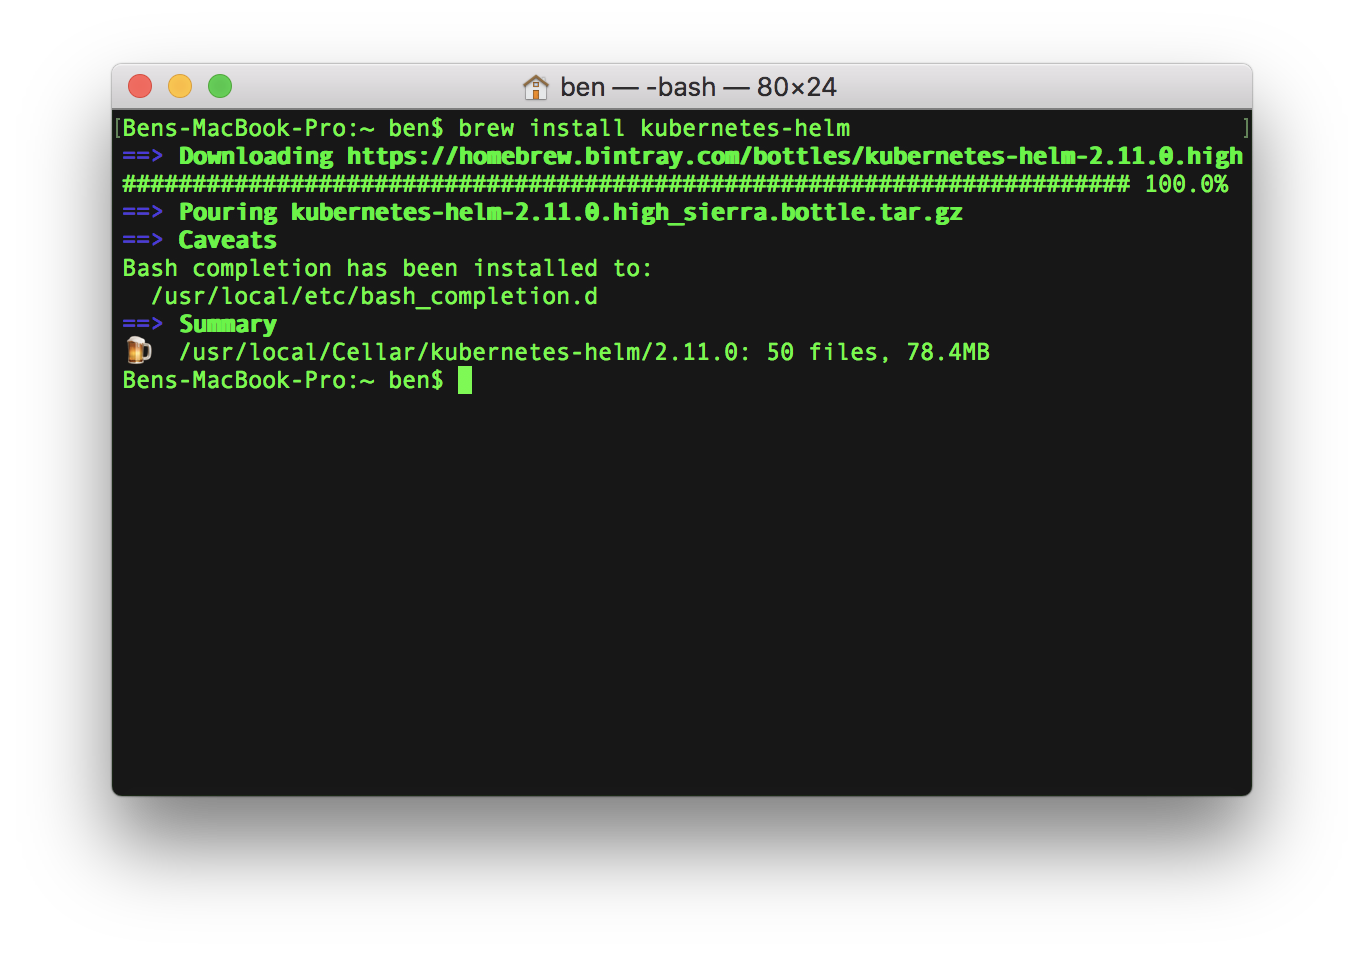 ben — -bash — 80×24
Bens-MacBook-Pro:~ ben$ brew install kubernetes-helm
==> Downloading https://homebrew.bintray.com/bottles/kubernetes-helm-2.11.0.high
######################################################################## 100.0%
==> Pouring kubernetes-helm-2.11.0.high_sierra.bottle.tar.gz
==> Caveats
Bash completion has been installed to:
  /usr/local/etc/bash_completion.d
==> Summary
🍺  /usr/local/Cellar/kubernetes-helm/2.11.0: 50 files, 78.4MB
Bens-MacBook-Pro:~ ben$